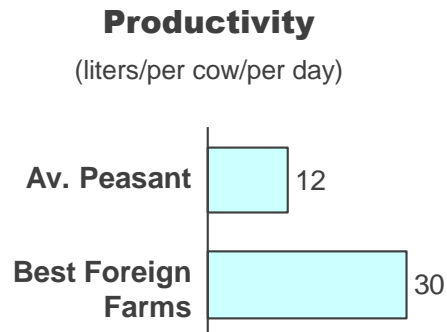 Productivity
(liters/per cow/per day)
Av. Peasant
12
Best Foreign
Farms
30